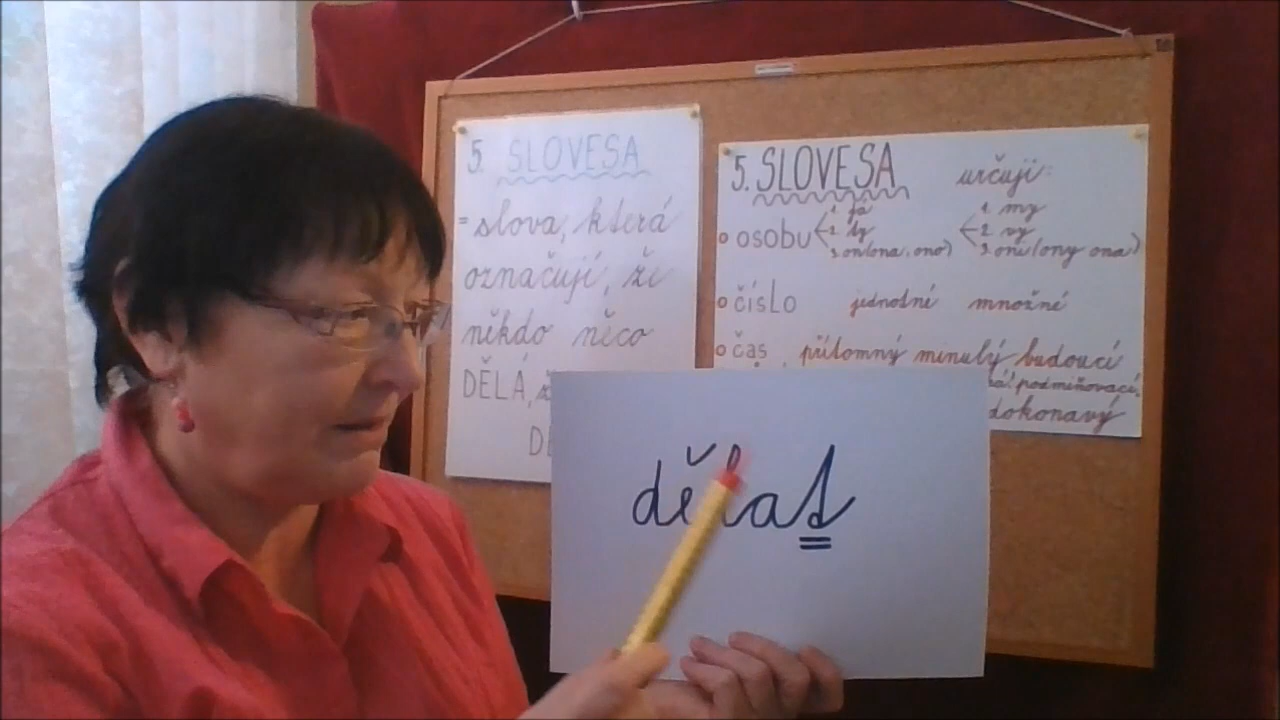 5. SLOVESA
= slova, která
označují, že
někdo něco
DĚLÁ,
5. SLOVESA určuji:
osobu 1. já 1. my
2. ty 2. vy
3. on(ona, ono) 3. oni (ony ona)
číslo jednotné množné
čas přítomný minulý budoucí
podmiňovací
dokonavý
dělat